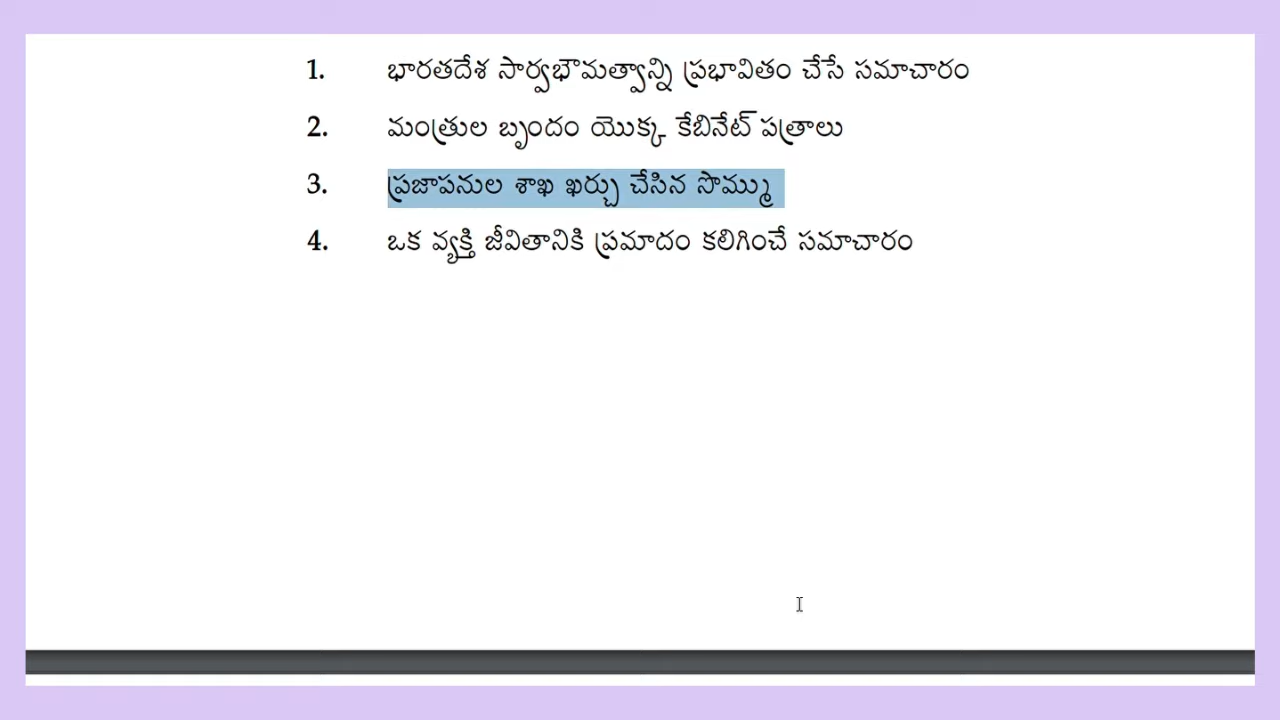 1. భారతదేశ సార్వభౌమత్వాన్ని ప్రభావితం చేసే సమాచారం
2. మంత్రుల బృందం యొక్క కేబినేట్ పత్రాలు
3. ప్రజాపనుల శాఖ ఖర్చు చేసిన సొమ్ము
4. ఒక వ్యక్తి జీవితానికి ప్రమాదం కలిగించే సమాచారం